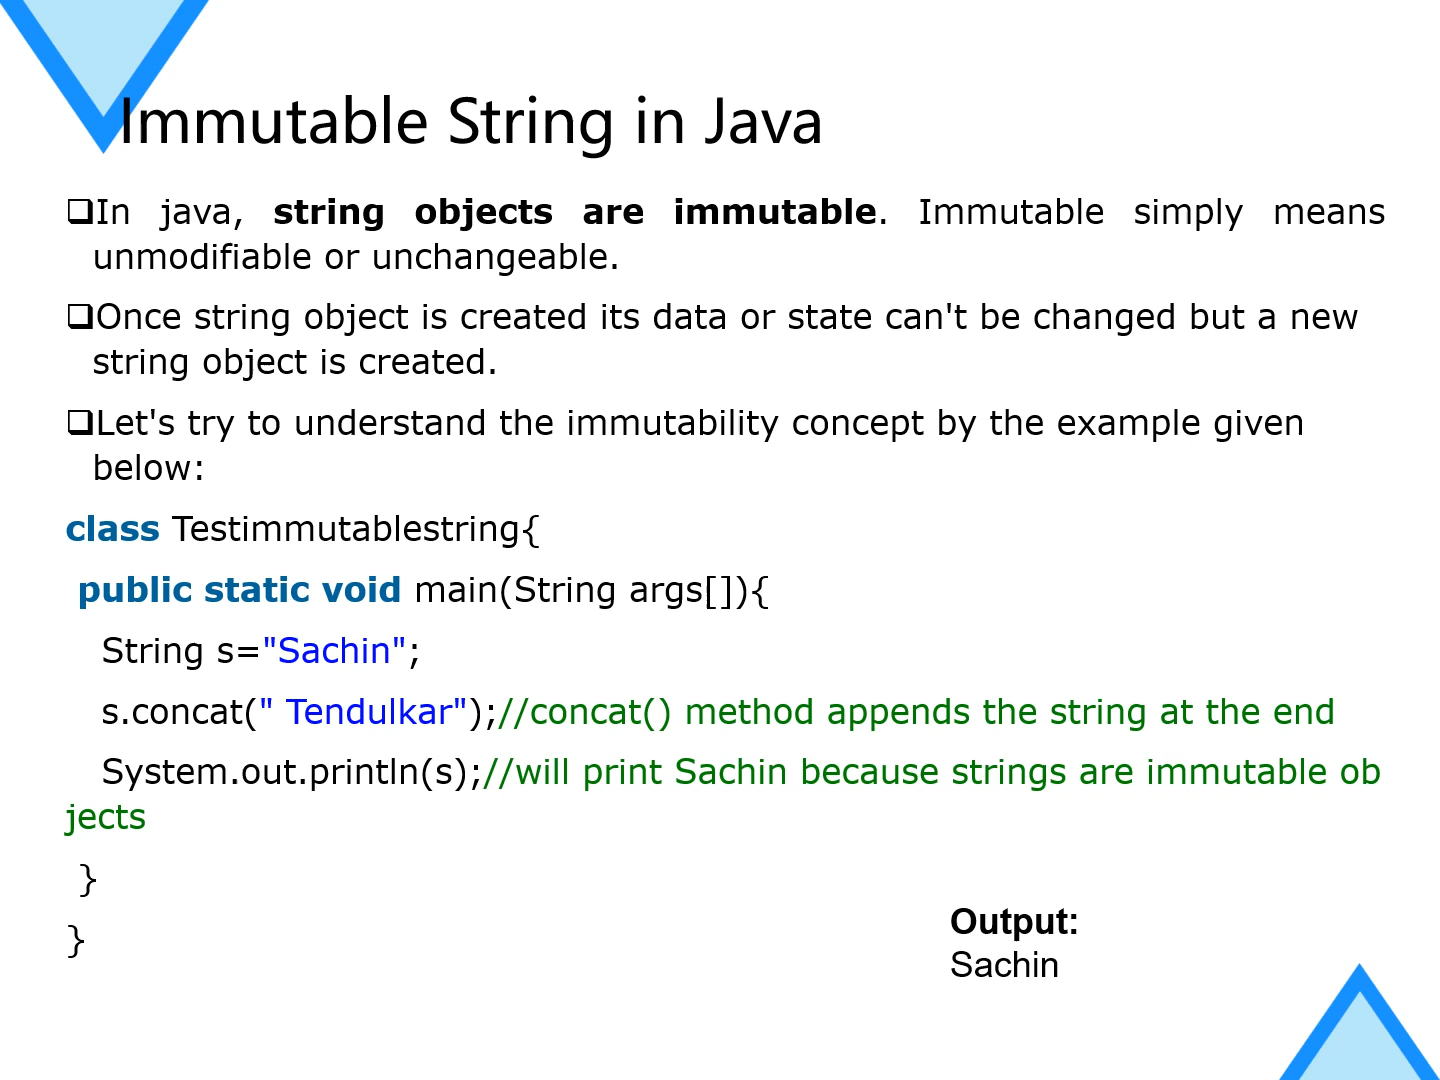 Immutable String in Java
❑In java, string objects are immutable. Immutable simply means
unmodifiable or unchangeable.
❑Once string object is created its data or state can't be changed but a new
string object is created.
❑Let's try to understand the immutability concept by the example given
below:
class Testimmutablestring{
public static void main(String args[]){
String s="Sachin";
s.concat(" Tendulkar");//concat() method appends the string at the end
System.out.println(s);//will print Sachin because strings are immutable ob
jects
}
}
Output:
Sachin